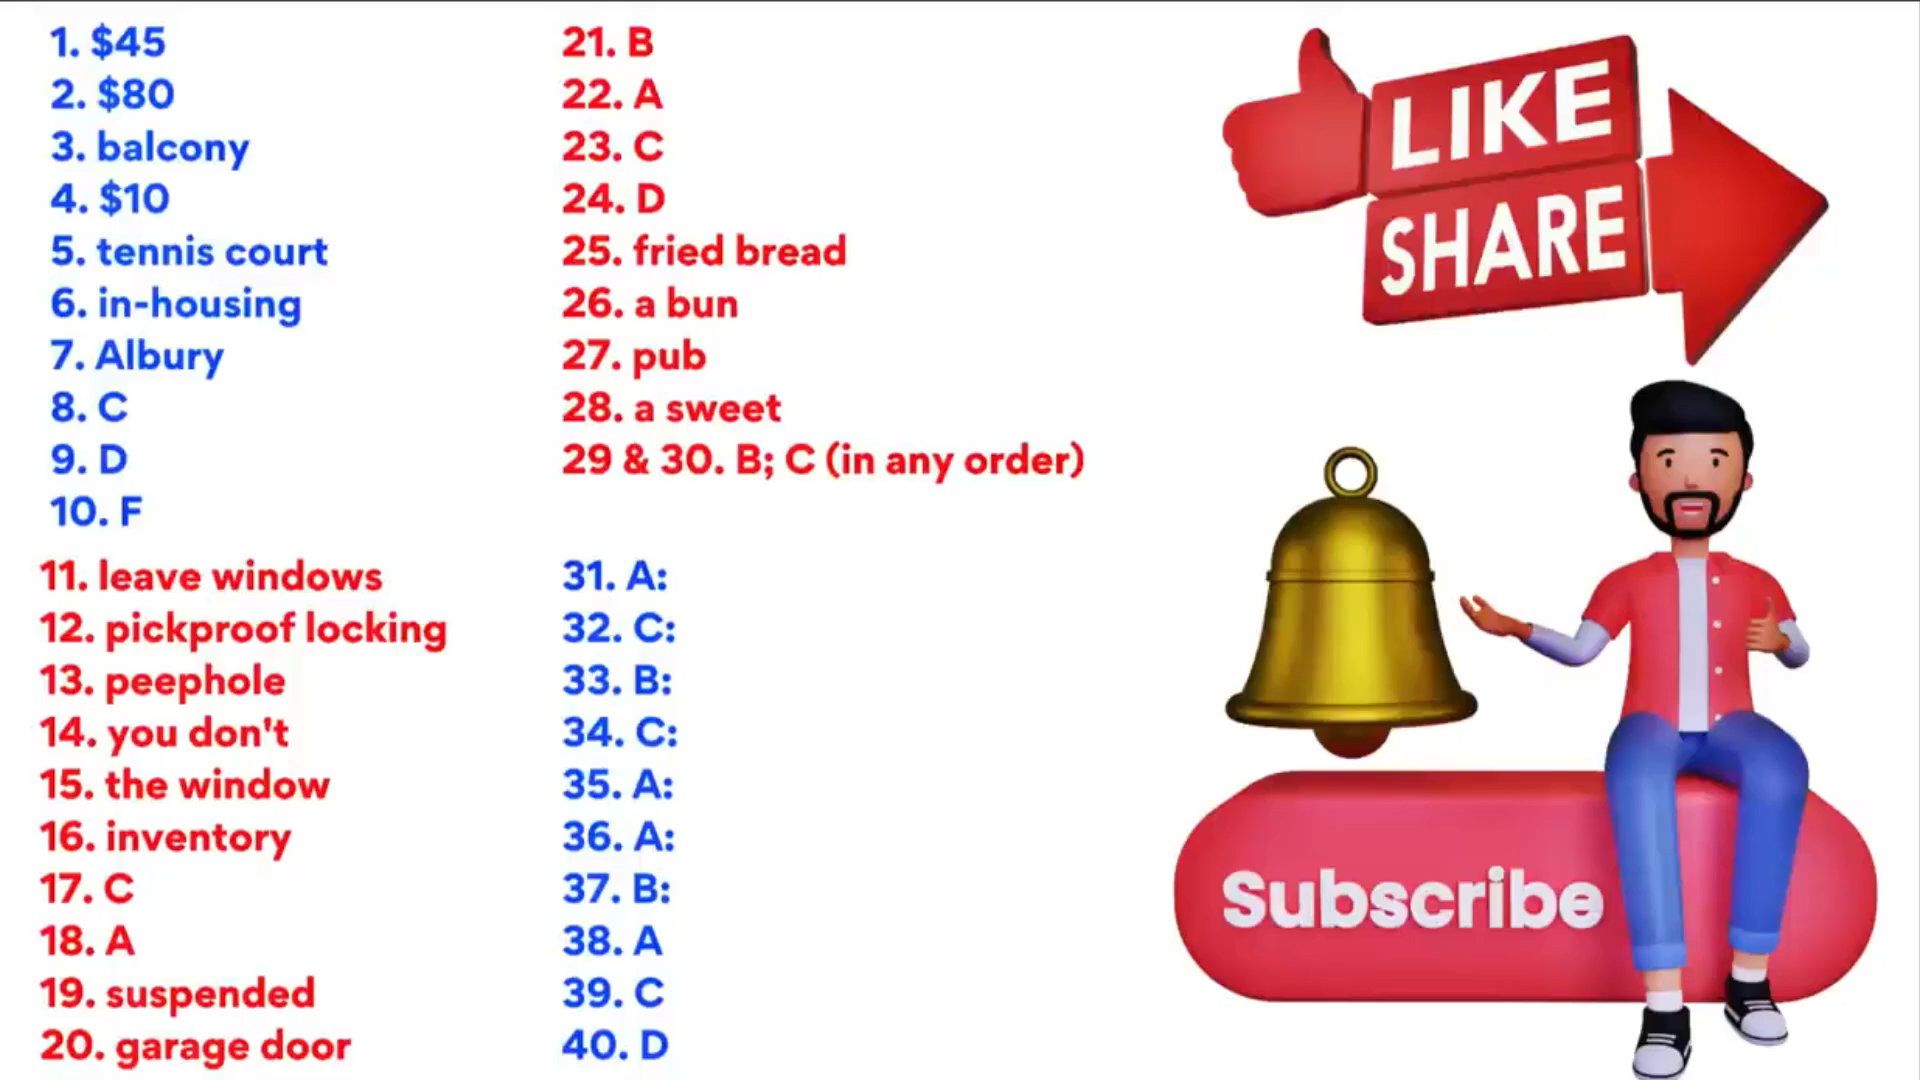 1. $45
2. $80
3. balcony
4. $10
5. tennis court
6. in-housing
7. Albury
8. C
9. D
10. F
11. leave windows
12. pickproof locking
13. peephole
14. you don't
15. the window
16. inventory
17. C
18. A
19. suspended
20. garage door
21. B
22. A
23. C
24. D
25. fried bread
26. a bun
27. pub
28. a sweet
29 & 30. B; C (in any order)
31. A:
32. C:
33. B:
34. C:
35. A:
36. A:
37. B:
38. A
39. C
40. D
LIKE
SHARE
Subscribe